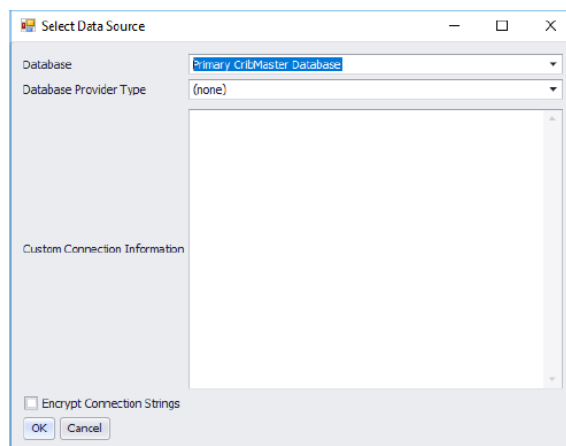 Select Data Source
Database Primary CribMaster Database
Database Provider Type (none)
Custom Connection Information
Encrypt Connection Strings
OK Cancel